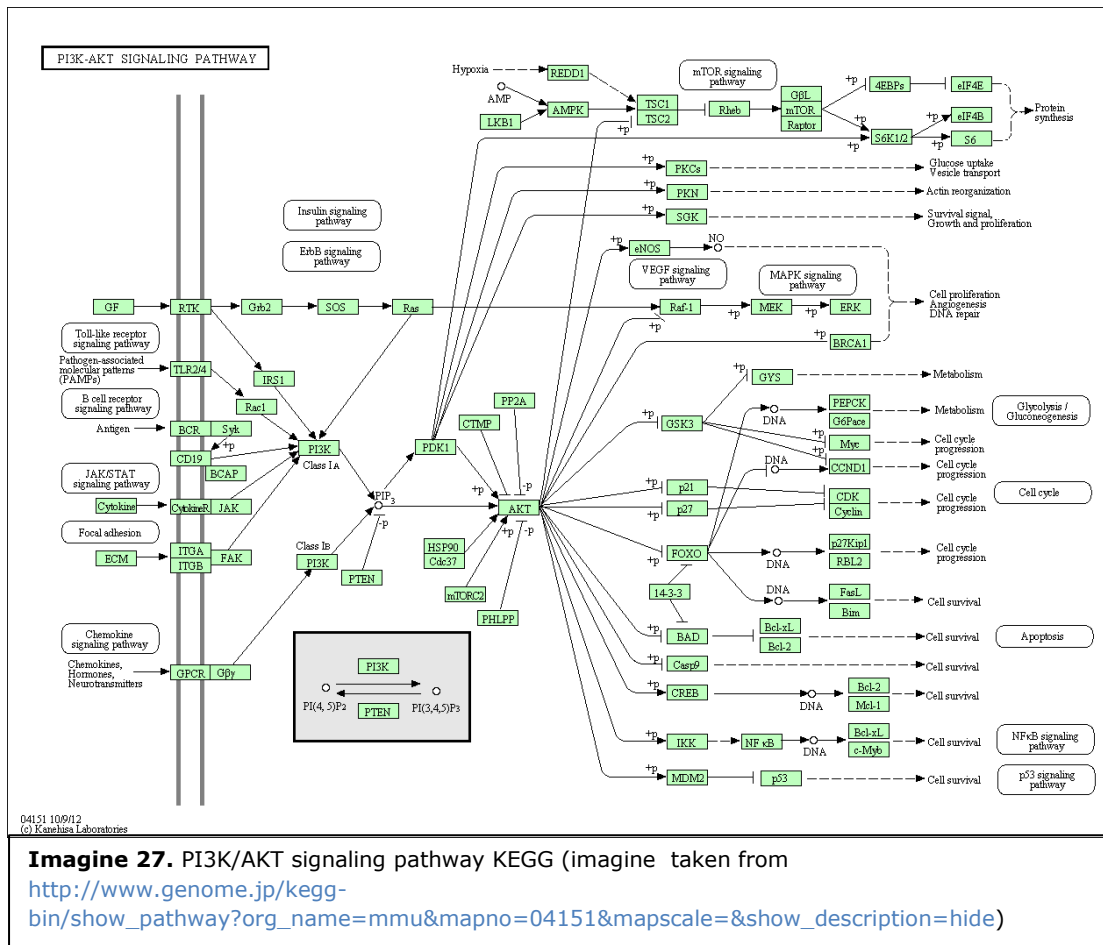 PI3K-AKT SIGNALING PATHWAY
Hypoxia
REDD1
mTOR signaling
pathway
AMP
LKB1
AMPK
TSC1
TSC2
+p
Rheb
GβL
mTOR
Raptor
+p
4EBPs
eIF4E
+p
S6K1/2
+p
+p
eIF4B
+p
S6
Protein
synthesis
+p
PKCs
Glucose uptake
Vesicle transport
+p
PKN
Actin reorganization
+p
SGK
Survival signal,
Growth and proliferation
Insulin signaling
pathway
ErbB signaling
pathway
+p
eNOS
NO
VEGF signaling
pathway
MAPK signaling
pathway
GF
RTK
Grb2
SOS
Ras
Raf-1
+p
+p
MEK
+p
ERK
Cell proliferation
Angiogenesis
DNA repair
+p
BRCA1
Toll-like receptor
signaling pathway
Pathogen-associated
molecular patterns
(PAMPs)
TLR2/4
IRS1
Rac1
B cell receptor
signaling pathway
Antigen
BCR
Syk
+p
CD19
BCAP
PI3K
Class IA
JAK/STAT
signaling pathway
Cytokine
CytokineR
JAK
Focal adhesion
ECM
ITGA
ITGB
FAK
Class IB
PI3K
PIP3
-p
PTEN
PDK1
PP2A
CTMP
+p
-p
AKT
+p
-p
HSP90
Cdc37
mTORC2
PHLPP
+p
GYS
Metabolism
+p
GSK3
DNA
PEPCK
G6Pace
Metabolism
Glycolysis /
Gluconeogenesis
+p
Myc
Cell cycle
progression
DNA
+p
CCND1
Cell cycle
progression
+p
p21
+p
p27
CDK
Cyclin
Cell cycle
progression
Cell cycle
+p
FOXO
DNA
p27Kip1
RBL2
Cell cycle
progression
14-3-3
DNA
FasL
Bim
Cell survival
+p
BAD
Bcl-xL
Bcl-2
Cell survival
Apoptosis
+p
Casp9
Cell survival
+p
CREB
DNA
Bcl-2
Mcl-1
Cell survival
+p
IKK
NFκB
DNA
Bcl-xL
c-Myb
Cell survival
NFκB signaling
pathway
+p
MDM2
p53
Cell survival
p53 signaling
pathway
Chemokine
signaling pathway
Chemokines,
Hormones,
Neurotransmitters
GPCR
Gβγ
PI3K
PI(4,5)P2
PI(3,4,5)P3
PTEN
04151 10/9/12
(c) Kanehisa Laboratories
Imagine 27. PI3K/AKT signaling pathway KEGG (imagine taken from
http://www.genome.jp/kegg-
bin/show_pathway?org_name=mmu&mapno=04151&mapscale=&show_description=hide)